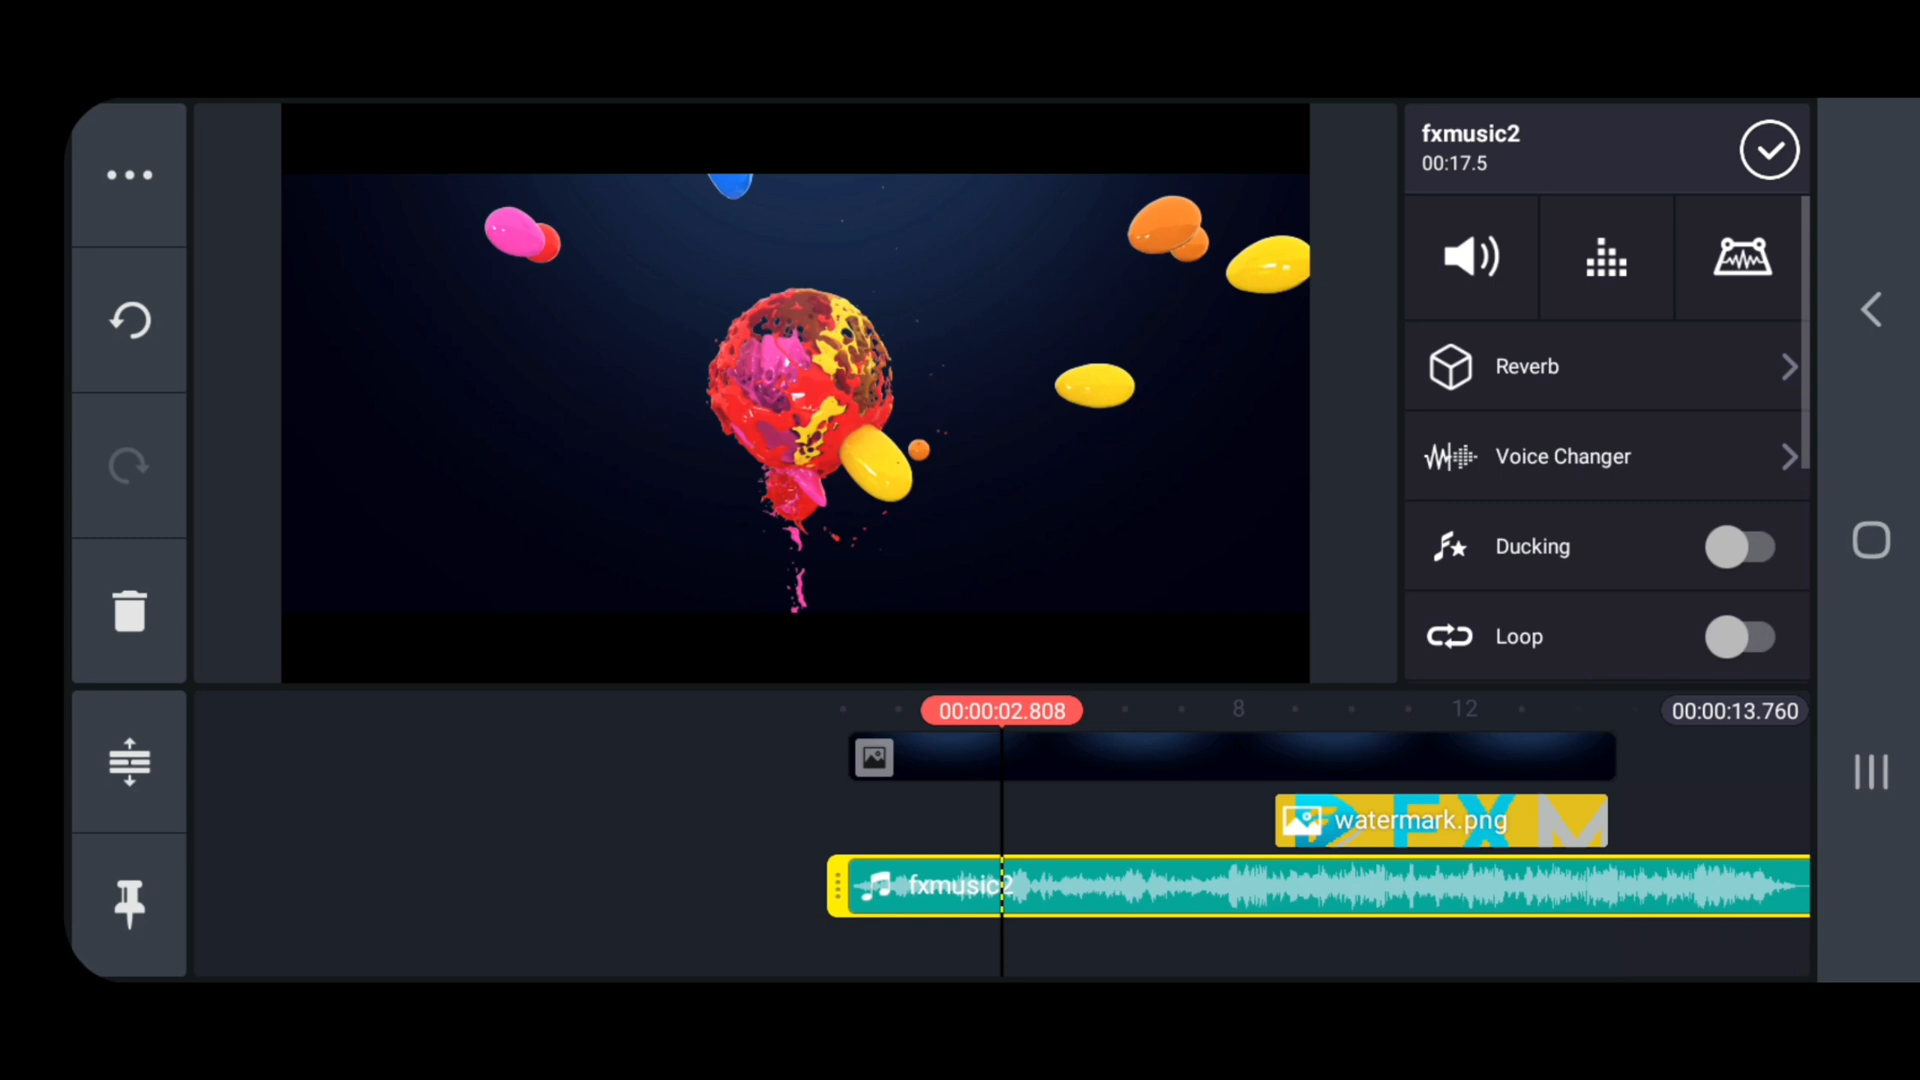 fxmusic2
00:17.5
Reverb
Voice Changer
Ducking
Loop
00:00:02.808
8
12
00:00:13.760
watermark.png
D FX M
fxmusic2